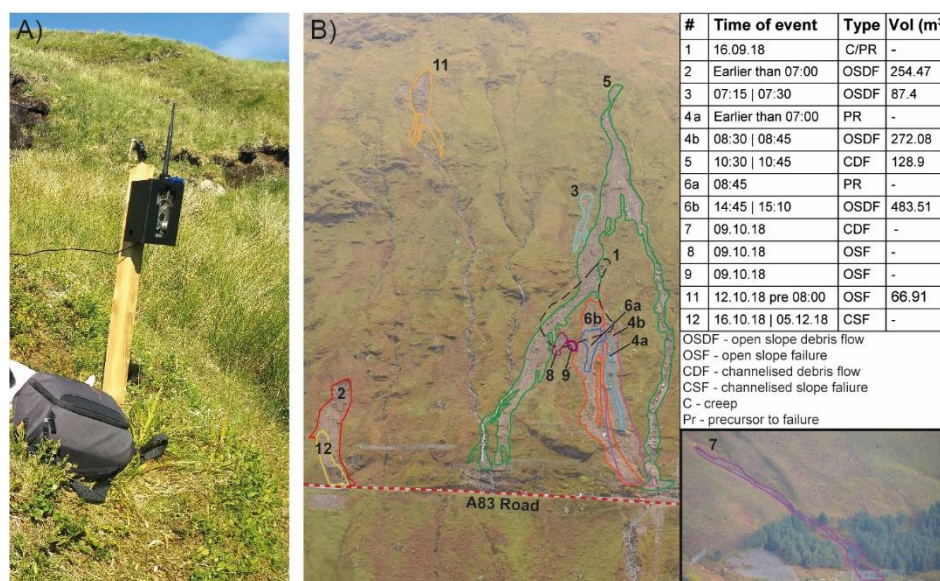 A)
B)
11
5
3
1
6a
6b
4b
4a
8
9
2
12
A83 Road
# Time of event Type Vol (m³
1 16.09.18 C/PR -
2 Earlier than 07:00 OSDF 254.47
3 07:15 | 07:30 OSDF 87.4
4a Earlier than 07:00 PR -
4b 08:30 | 08:45 OSDF 272.08
5 10:30 | 10:45 CDF 128.9
6a 08:45 PR -
6b 14:45 | 15:10 OSDF 483.51
7 09.10.18 CDF -
8 09.10.18 OSF -
9 09.10.18 OSF -
11 12.10.18 pre 08:00 OSF 66.91
12 16.10.18 | 05.12.18 CSF -
OSDF - open slope debris flow
OSF - open slope failure
CDF - channelised debris flow
CSF - channelised slope faliure
C - creep
Pr - precursor to failure
7